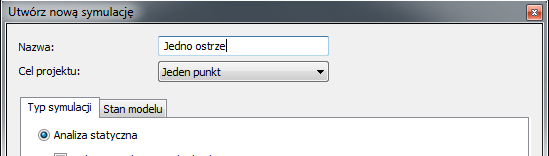 Utwórz nową symulację
Nazwa: Jedno ostrze
Cel projektu: Jeden punkt
Typ symulacji Stan modelu
Analiza statyczna